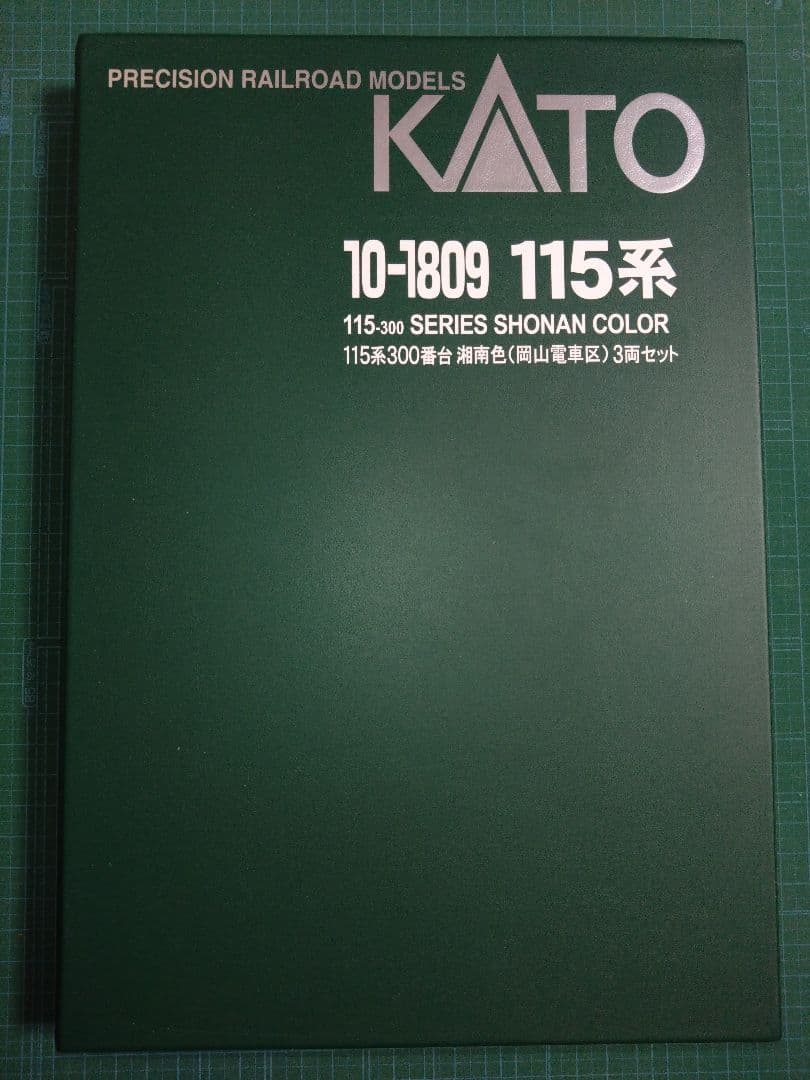 PRECISION RAILROAD MODELS
KATO
10-1809 115系
115-300 SERIES SHONAN COLOR
115系300番台 湘南色(岡山電車区)3両セット